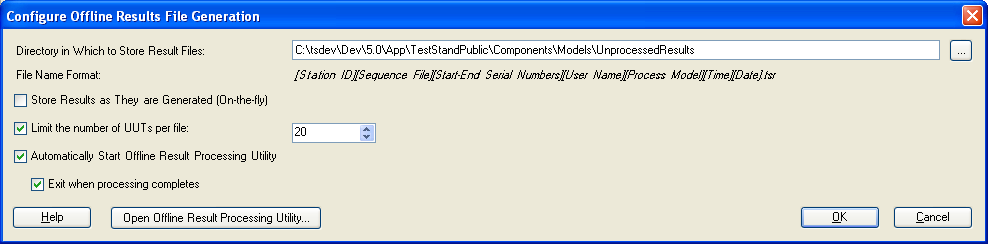 Configure Offline Results File Generation
Directory in Which to Store Result Files: C:\tsdev\Dev\5.0\App\TestStandPublic\Components\Models\UnprocessedResults ...
File Name Format: [Station ID][Sequence File][Start-End Serial Numbers][User Name][Process Model][Time][Date].tsr
Store Results as They are Generated (On-the-fly)
Limit the number of UUTs per file: 20
Automatically Start Offline Result Processing Utility
Exit when processing completes
Help Open Offline Result Processing Utility... OK Cancel